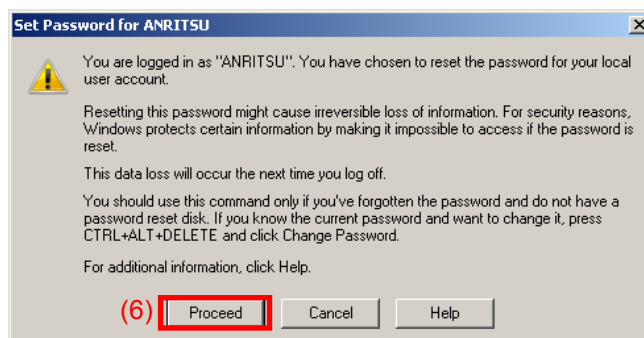 Set Password for ANRITSU
You are logged in as "ANRITSU". You have chosen to reset the password for your local
user account.
Resetting this password might cause irreversible loss of information. For security reasons,
Windows protects certain information by making it impossible to access if the password is
reset.
This data loss will occur the next time you log off.
You should use this command only if you've forgotten the password and do not have a
password reset disk. If you know the current password and want to change it, press
CTRL+ALT+DELETE and click Change Password.
For additional information, click Help.
(6) Proceed Cancel Help